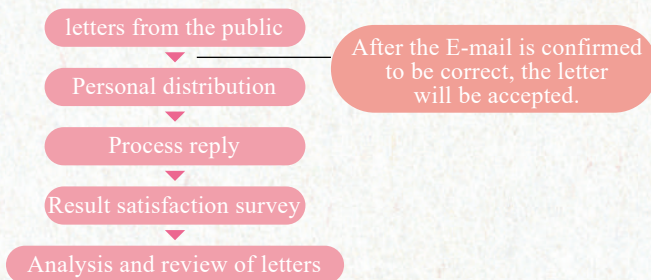 letters from the public
After the E-mail is confirmed
to be correct, the letter
will be accepted.
Personal distribution
Process reply
Result satisfaction survey
Analysis and review of letters